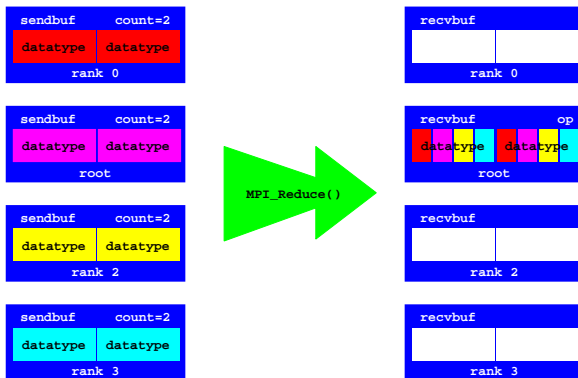 sendbuf count=2
datatype datatype
rank 0
sendbuf count=2
datatype datatype
root
sendbuf count=2
datatype datatype
rank 2
sendbuf count=2
datatype datatype
rank 3
MPI_Reduce()
recvbuf
rank 0
recvbuf op
datatype datatype
root
recvbuf
rank 2
recvbuf
rank 3